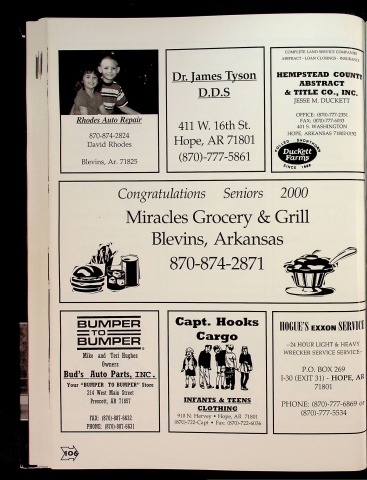 Rhodes Auto Repair
870-874-2824
David Rhodes
Blevins, Ar. 71825
Dr. James Tyson
D.D.S
411 W. 16th St.
Hope, AR 71801
(870)-777-5861
COMPLETE LAND SERVICE COMPANIES
ABSTRACT - LOAN CLOSINGS - INSURANCE
HEMPSTEAD COUNTY
ABSTRACT
& TITLE CO., INC.
JESSE M. DUCKETT
OFFICE: (870)-777-2351
FAX: (870)-777-6033
401 S. WASHINGTON
HOPE, ARKANSAS 71802-0192
POLLED SHORTHORNS
Duckett
Farms
SINCE
Congratulations Seniors 2000
Miracles Grocery & Grill
Blevins, Arkansas
870-874-2871
BUMPER
TO
BUMPER
Mike and Teri Hughes
Owners
Bud's Auto Parts, INC.
Your "BUMPER TO BUMPER" Store
214 West Main Street
Prescott, AR 71857
FAX: (870)-887-6632
PHONE: (870)-887-6631
Capt. Hooks
Cargo
INFANTS & TEENS
CLOTHING
918 N. Hervey • Hope, AR 71801
(870)-722-Capt • Fax: (870)-722-6036
HOGUE'S EXXON SERVICE
-24 HOUR LIGHT & HEAVY
WRECKER SERVICE SERVICE-
P.O. BOX 269
I-30 (EXIT 31) - HOPE, AR
71801
PHONE: (870)-777-6869 or
(870)-777-5534
106